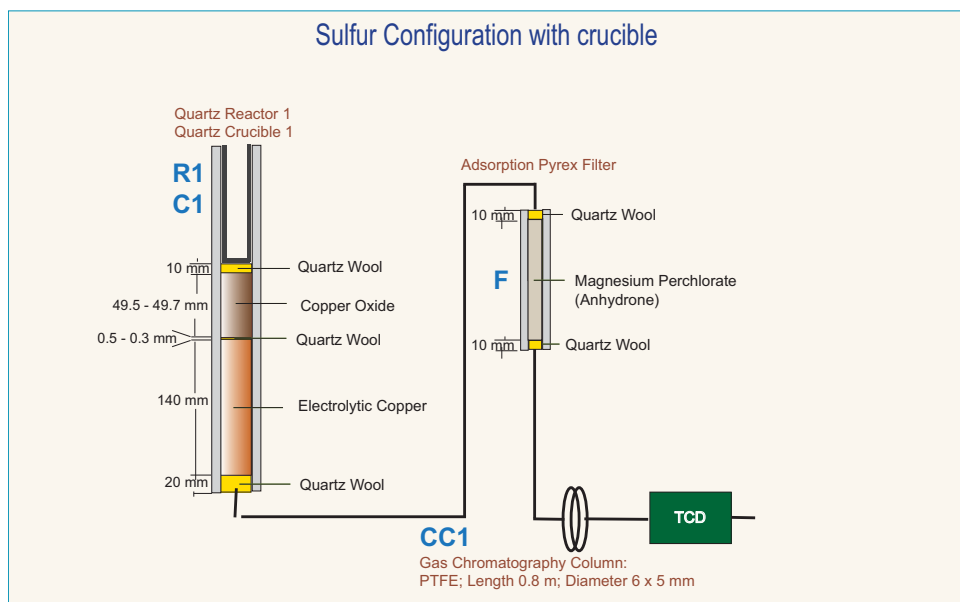 Sulfur Configuration with crucible
Quartz Reactor 1
Quartz Crucible 1
R1
C1
10 mm
Quartz Wool
49.5 - 49.7 mm
Copper Oxide
0.5 - 0.3 mm
Quartz Wool
140 mm
Electrolytic Copper
20 mm
Quartz Wool
Adsorption Pyrex Filter
10 mm
Quartz Wool
F
Magnesium Perchlorate
(Anhydrone)
10 mm
Quartz Wool
TCD
CC1
Gas Chromatography Column:
PTFE; Length 0.8 m; Diameter 6 x 5 mm